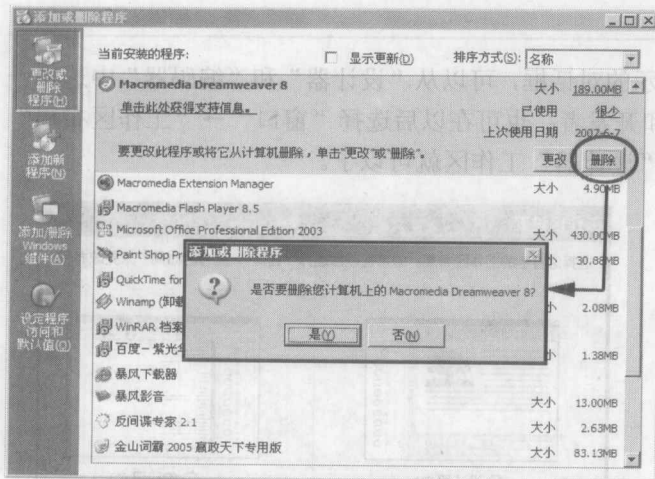 添加或删除程序
当前安装的程序: 显示更新(D) 排序方式(S): 名称
更改或
删除
程序(H)
添加新
程序(N)
添加/删除
Windows
组件(A)
设定程序
访问和
默认值(O)
Macromedia Dreamweaver 8 大小 189.00MB
单击此处获得支持信息。 已使用 很少
上次使用日期 2007-6-7
要更改此程序或将它从计算机删除,单击"更改"或"删除"。 更改 删除
Macromedia Extension Manager 大小 4.90MB
Macromedia Flash Player 8.5
Microsoft Office Professional Edition 2003 大小 430.00MB
Paint Shop Pr 30.88MB
QuickTime for
Winamp (卸载 小 2.08MB
WinRAR 档案
百度－紫光 小 1.38MB
暴风下载器
暴风影音 大小 13.00MB
反间谍专家 2.1 大小 2.63MB
金山词霸 2005 赢政天下专用版 大小 83.13MB
添加或删除程序
是否要删除您计算机上的 Macromedia Dreamweaver 8?
是(Y) 否(N)